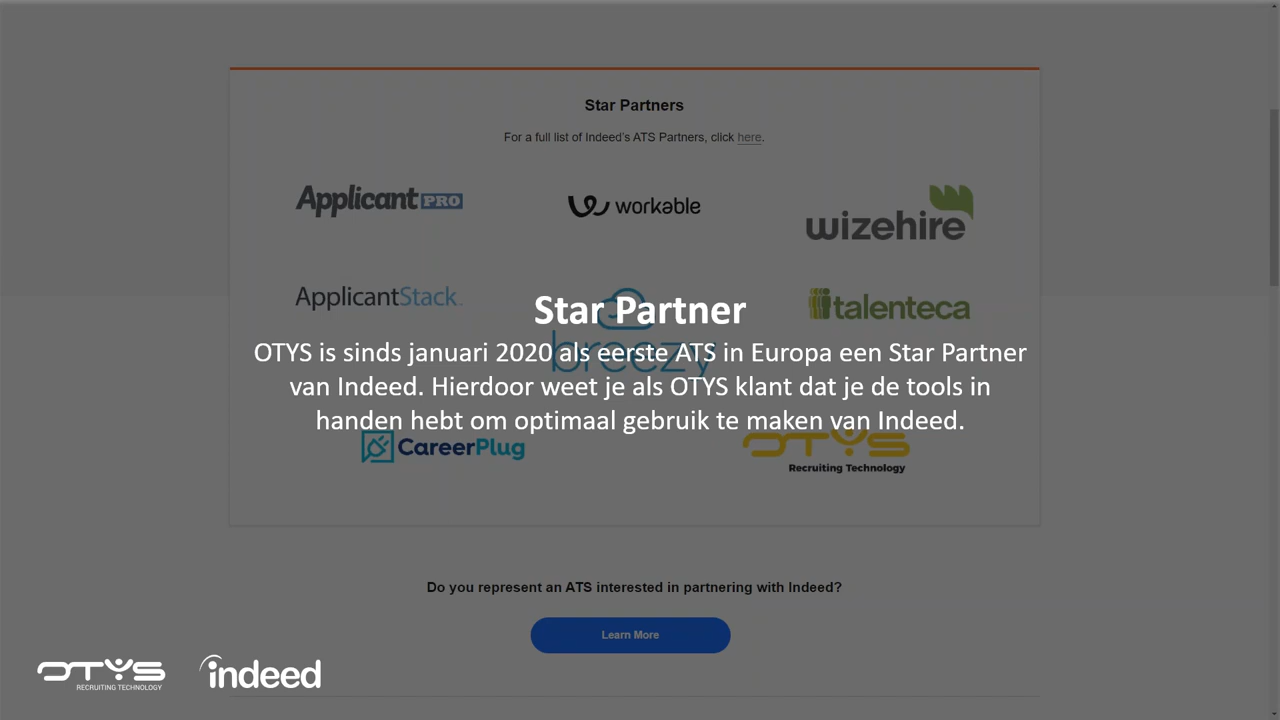 Star Partners
For a full list of Indeed's ATS Partners, click here.
ApplicantPRO
workable
wizehire
ApplicantStack
talenteca
breezy
Star Partner
OTYS is sinds januari 2020 als eerste ATS in Europa een Star Partner
van Indeed. Hierdoor weet je als OTYS klant dat je de tools in
handen hebt om optimaal gebruik te maken van Indeed.
CareerPlug
OTYS
Recruiting Technology
Do you represent an ATS interested in partnering with Indeed?
Learn More
OTYS
RECRUITING TECHNOLOGY
indeed